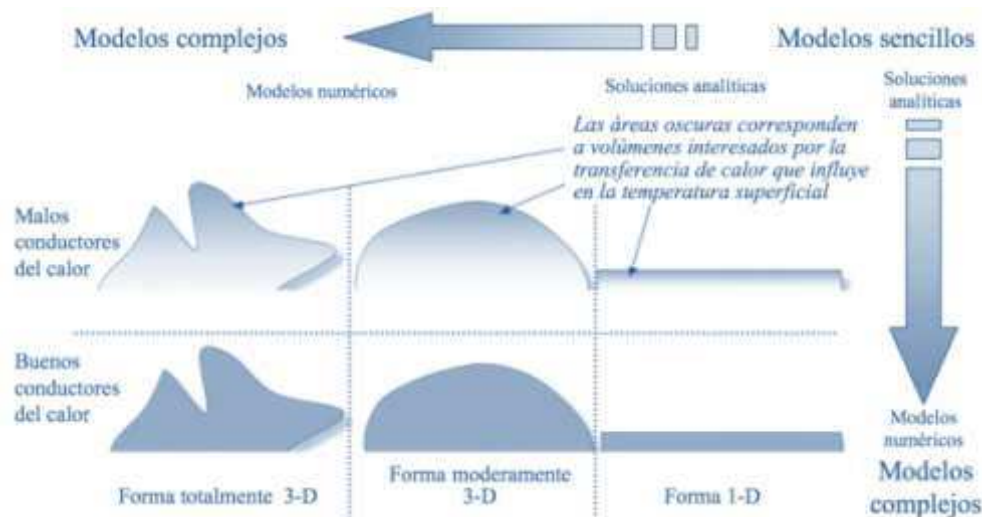 Modelos complejos
Modelos sencillos
Modelos numéricos
Soluciones analíticas
Soluciones
analíticas
Las áreas oscuras corresponden
a volúmenes interesados por la
transferencia de calor que influye
en la temperatura superficial
Malos
conductores
del calor
Buenos
conductores
del calor
Modelos
numéricos
Modelos
complejos
Forma totalmente 3-D
Forma moderamente
3-D
Forma 1-D